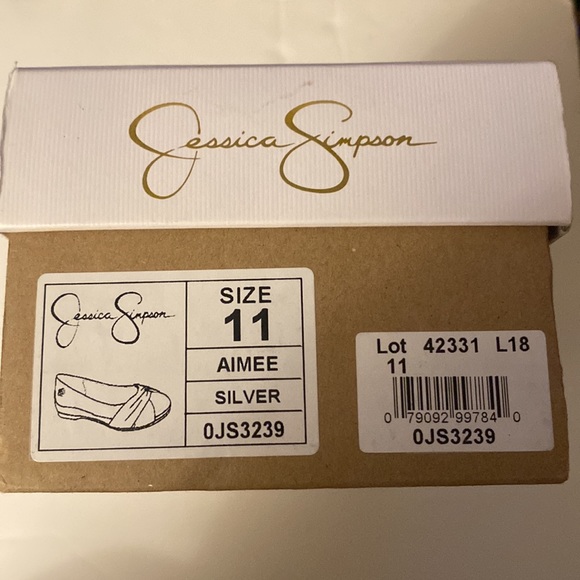 Jessica Simpson
Jessica Simpson
SIZE
11
AIMEE
SILVER
0JS3239
Lot 42331 L18
11
0 79092 99784 0
0JS3239